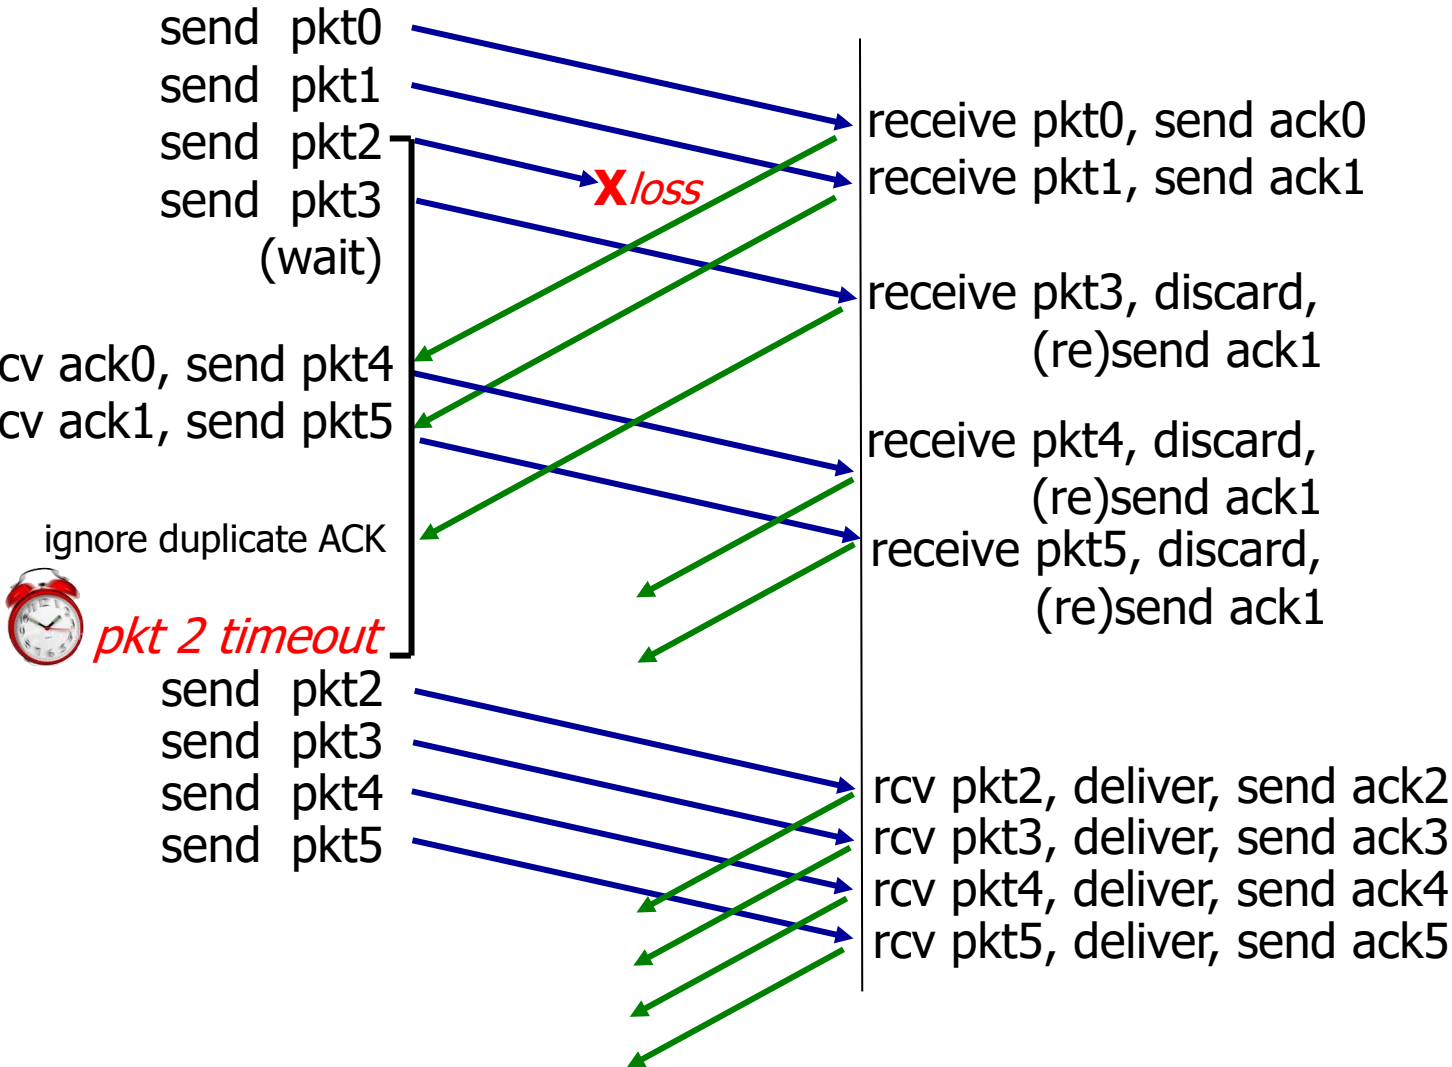 send pkt0
send pkt1
send pkt2
send pkt3
(wait)
X loss
receive pkt0, send ack0
receive pkt1, send ack1
receive pkt3, discard,
(re)send ack1
cv ack0, send pkt4
cv ack1, send pkt5
receive pkt4, discard,
(re)send ack1
receive pkt5, discard,
(re)send ack1
ignore duplicate ACK
pkt 2 timeout
send pkt2
send pkt3
send pkt4
send pkt5
rcv pkt2, deliver, send ack2
rcv pkt3, deliver, send ack3
rcv pkt4, deliver, send ack4
rcv pkt5, deliver, send ack5